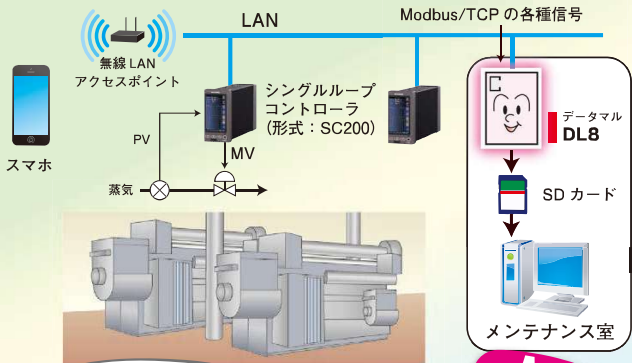 LAN
Modbus/TCP の各種信号
無線 LAN
アクセスポイント
スマホ
シングルループ
コントローラ
(形式：SC200)
PV
MV
蒸気
C
データマル
DL8
SD カード
メンテナンス室